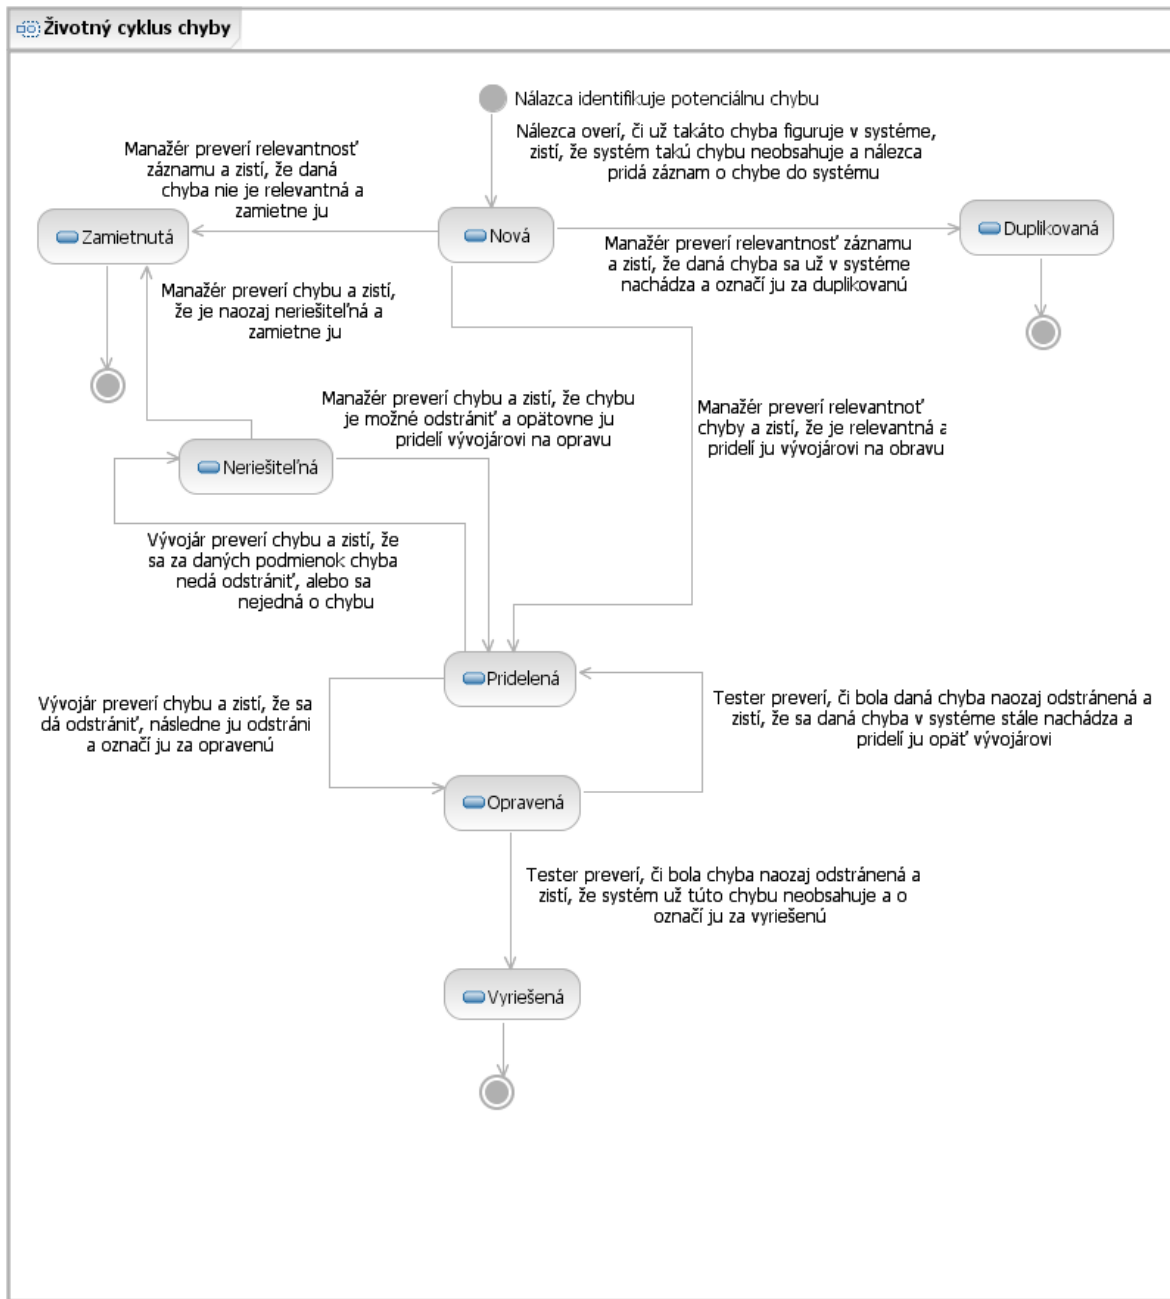 Životný cyklus chyby
Nálazca identifikuje potenciálnu chybu
Nálezca overí, či už takáto chyba figuruje v systéme,
zistí, že systém takú chybu neobsahuje a nálezca
pridá záznam o chybe do systému
Manažér preverí relevantnosť
záznamu a zistí, že daná
chyba nie je relevantná a
zamietne ju
Zamietnutá
Nová
Duplikovaná
Manažér preverí relevantnosť záznamu
a zistí, že daná chyba sa už v systéme
nachádza a označí ju za duplikovanú
Manažér preverí chybu a zistí,
že je naozaj neriešiteľná a
zamietne ju
Manažér preverí chybu a zistí, že chybu
je možné odstrániť a opätovne ju
pridelí vývojárovi na opravu
Manažér preverí relevantnoť
chyby a zistí, že je relevantná a
pridelí ju vývojárovi na obravu
Neriešiteľná
Vývojár preverí chybu a zistí, že
sa za daných podmienok chyba
nedá odstrániť, alebo sa
nejedná o chybu
Pridelená
Vývojár preverí chybu a zistí, že sa
dá odstrániť, následne ju odstráni
a označí ju za opravenú
Tester preverí, či bola daná chyba naozaj odstránená a
zistí, že sa daná chyba v systéme stále nachádza a
pridelí ju opäť vývojárovi
Opravená
Tester preverí, či bola chyba naozaj odstránená a
zistí, že systém už túto chybu neobsahuje a o
označí ju za vyriešenú
Vyriešená